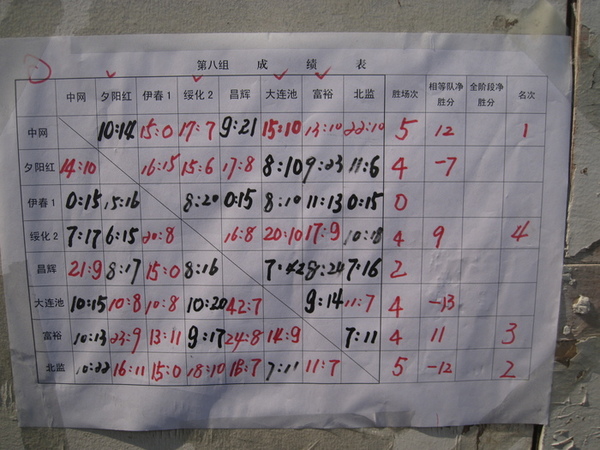 第八组 成绩表
中网 夕阳红 伊春1 绥化2 昌辉 大连池 富裕 北监 胜场次 相等队净胜分 全阶段净胜分 名次
中网 10:14 15:0 17:7 9:21 15:10 13:10 22:10 5 12 1
夕阳红 14:10 16:15 15:6 17:8 8:10 9:23 11:6 4 -7
伊春1 0:15 15:16 8:20 0:15 8:10 11:13 0:15 0
绥化2 7:17 6:15 20:8 16:8 20:10 17:9 10:18 4 9 4
昌辉 21:9 8:17 15:0 8:16 7:42 8:24 7:16 2
大连池 10:15 10:8 10:8 10:20 42:7 9:14 11:7 4 -13
富裕 10:13 23:9 13:11 9:17 24:8 14:9 7:11 4 11 3
北监 10:22 16:11 15:0 18:10 16:7 7:11 11:7 5 -12 2